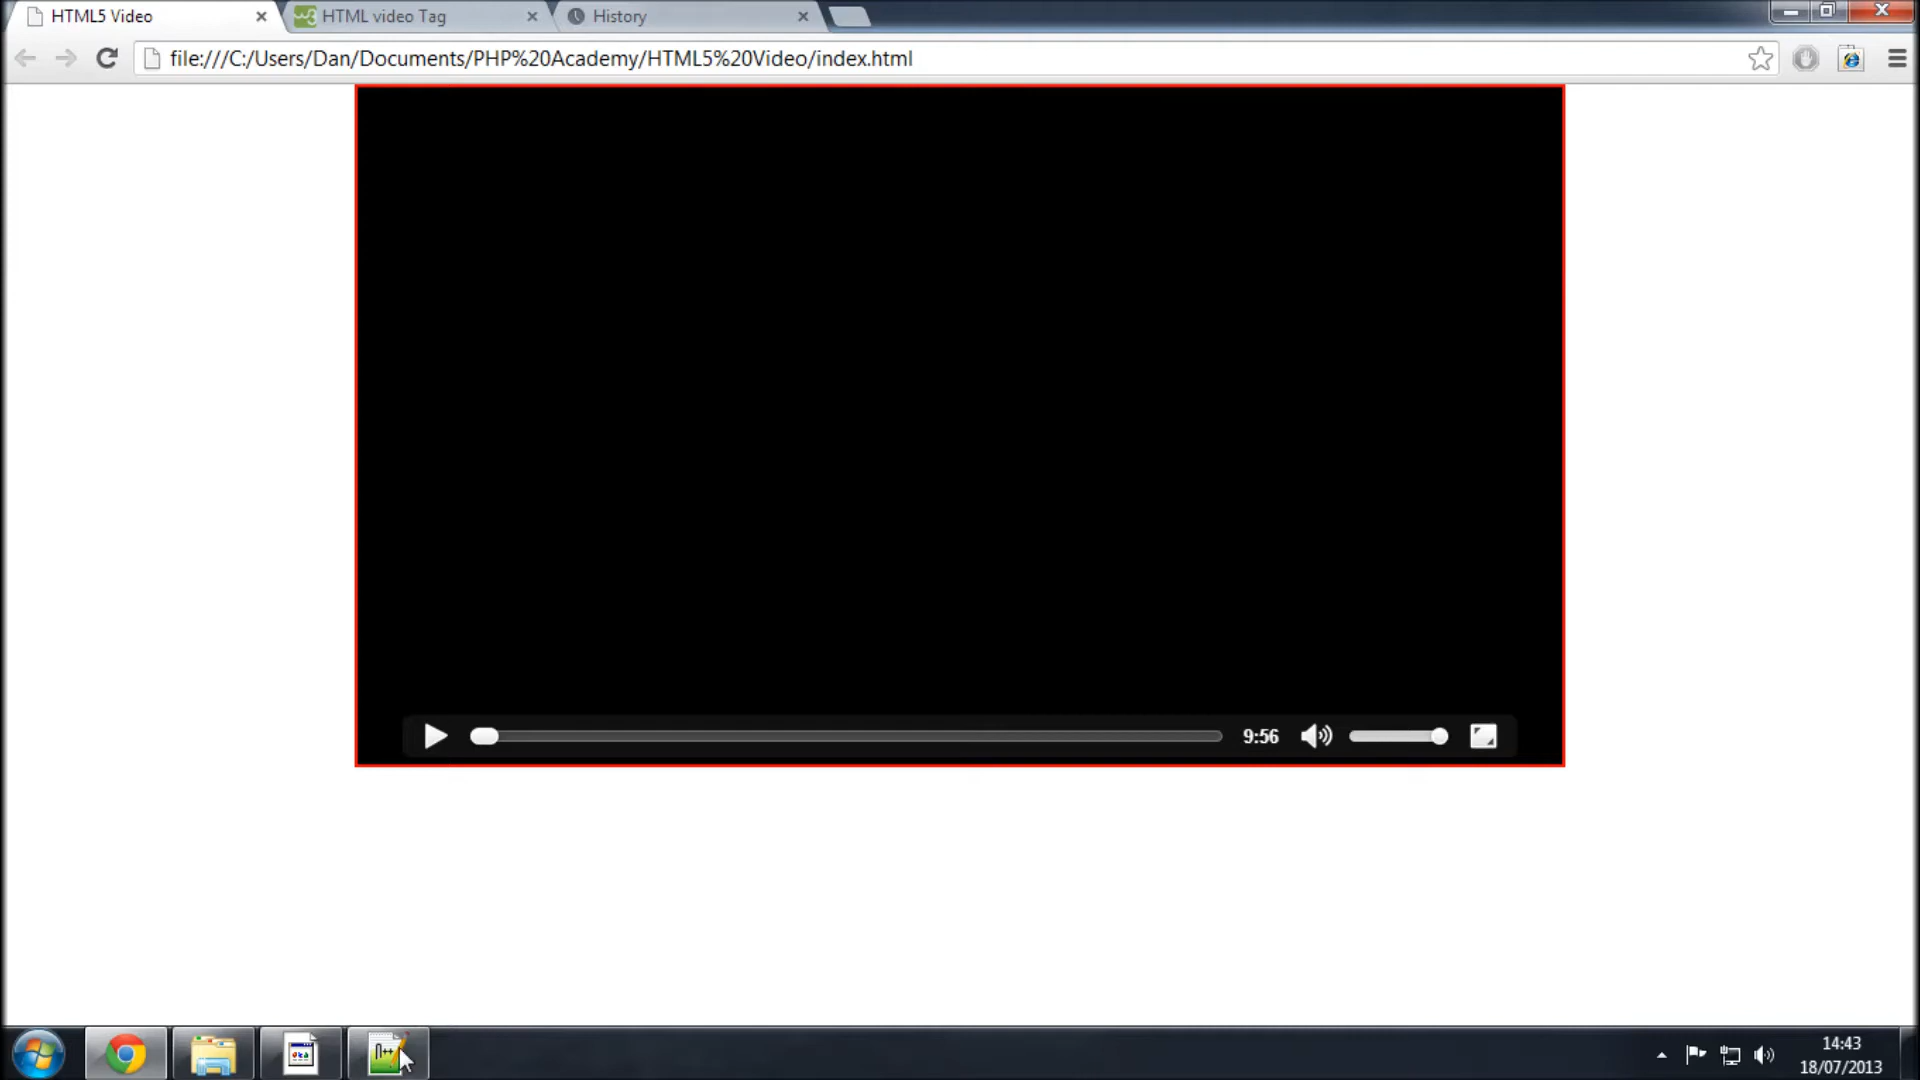 HTML5 Video
HTML video Tag
History
file:///C:/Users/Dan/Documents/PHP%20Academy/HTML5%20Video/index.html
9:56
14:43
18/07/2013